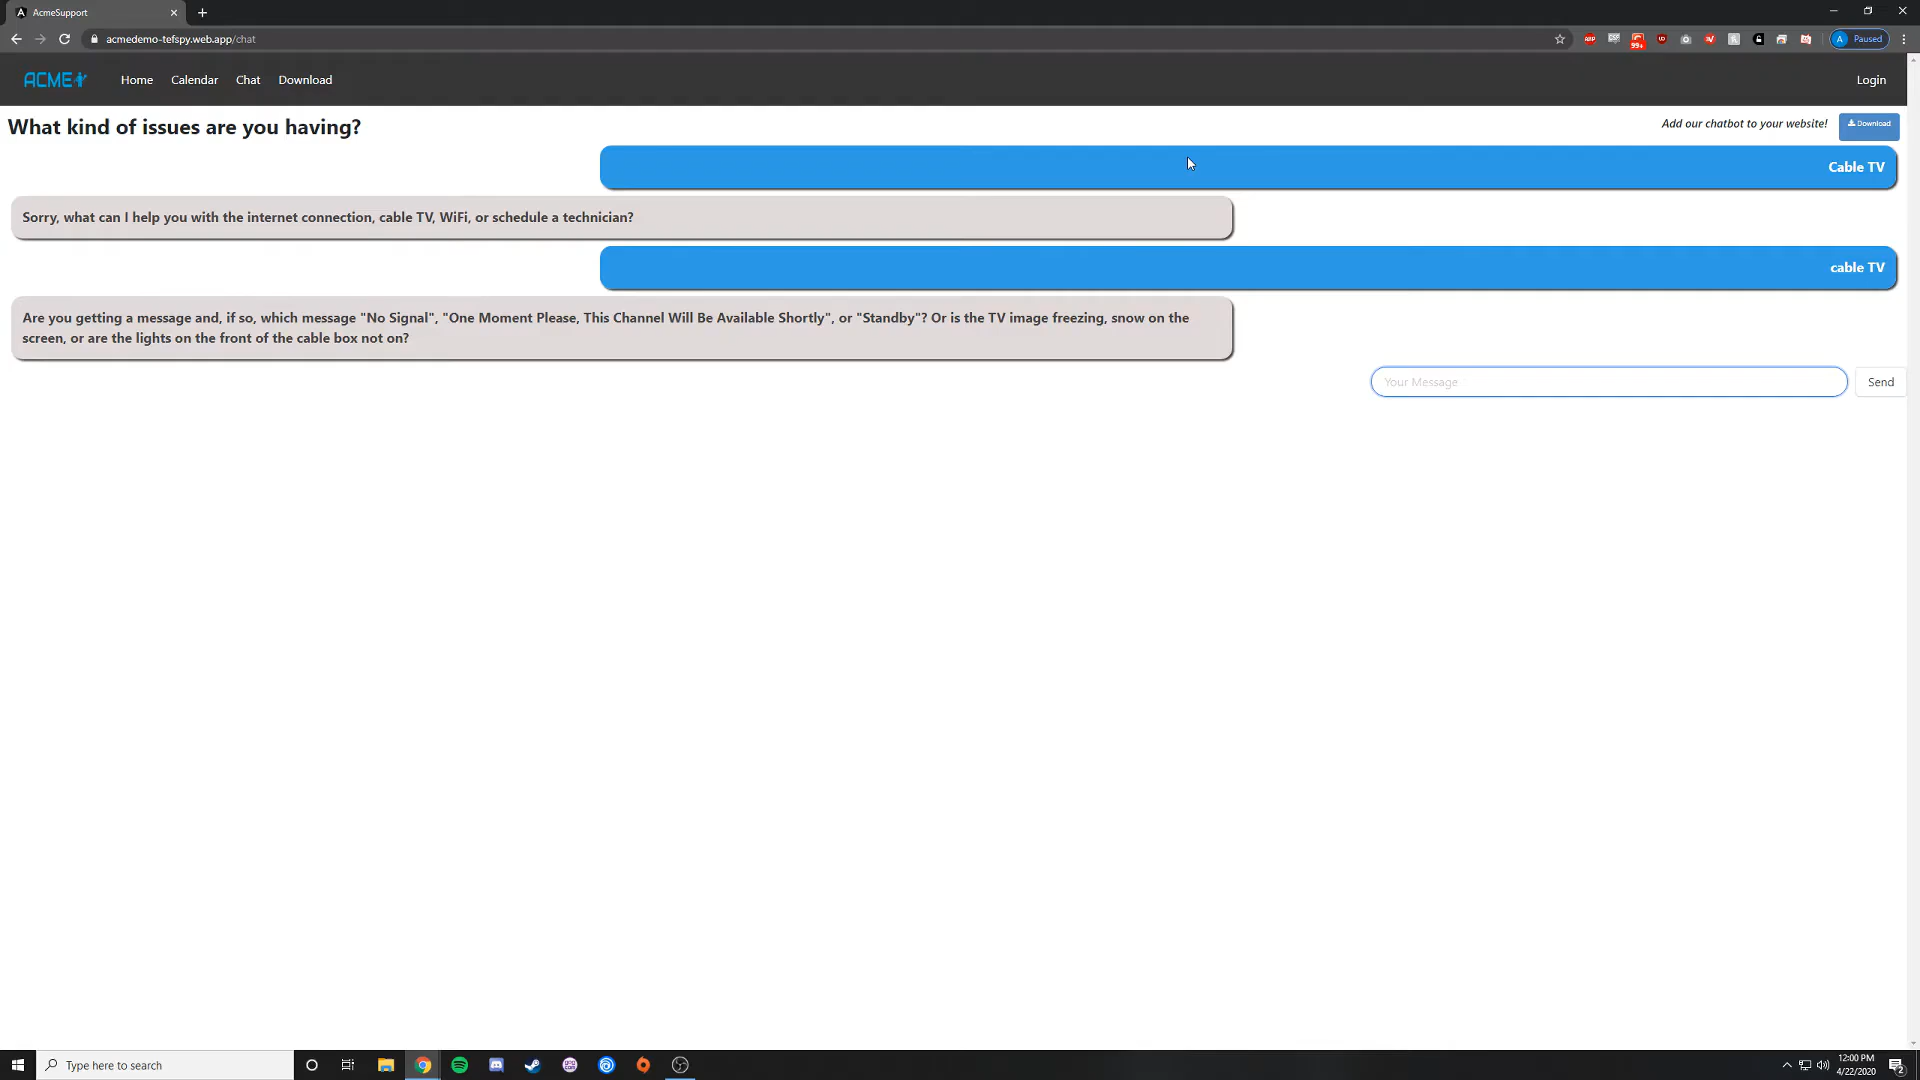 AcmeSupport
acmedemo-tefspy.web.app/chat
99+
A Paused
ACME
Home Calendar Chat Download Login
What kind of issues are you having?
Add our chatbot to your website! Download
Cable TV
Sorry, what can I help you with the internet connection, cable TV, WiFi, or schedule a technician?
cable TV
Are you getting a message and, if so, which message "No Signal", "One Moment Please, This Channel Will Be Available Shortly", or "Standby"? Or is the TV image freezing, snow on the
screen, or are the lights on the front of the cable box not on?
Your Message Send
Type here to search
12:00 PM
4/22/2020
2